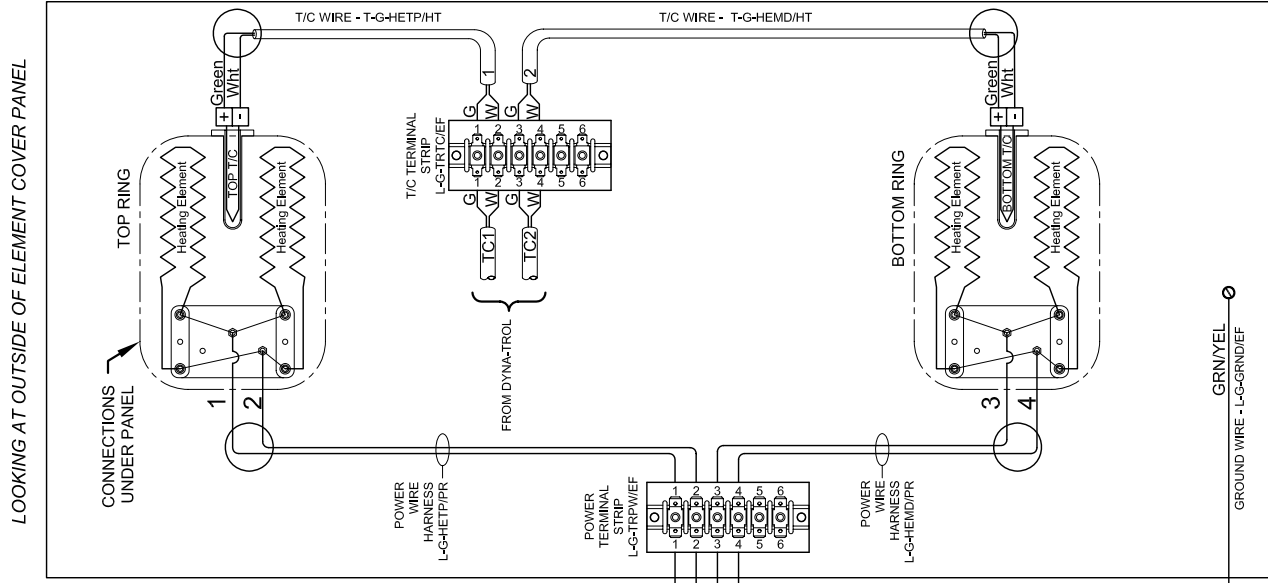 LOOKING AT OUTSIDE OF ELEMENT COVER PANEL
T/C WIRE - T-G-HETP/HT
T/C WIRE - T-G-HEMD/HT
Green
Wht
+ -
TOP T/C
TOP RING
Heating Element
Heating Element
CONNECTIONS
UNDER PANEL
1
2
1
2
G
W
G
W
T/C TERMINAL
STRIP
L-G-TRTC/EF
1 2 3 4 5 6
1 2 3 4 5 6
G
W
G
W
TC1
TC2
FROM DYNA-TROL
Green
Wht
+ -
BOTTOM T/C
BOTTOM RING
Heating Element
Heating Element
3
4
POWER
WIRE
HARNESS
L-G-HETP/PR
POWER
TERMINAL
STRIP
L-G-TRPW/EF
1 2 3 4 5 6
1 2 3 4 5 6
POWER
WIRE
HARNESS
L-G-HEMD/PR
GRN/YEL
GROUND WIRE - L-G-GRND/EF